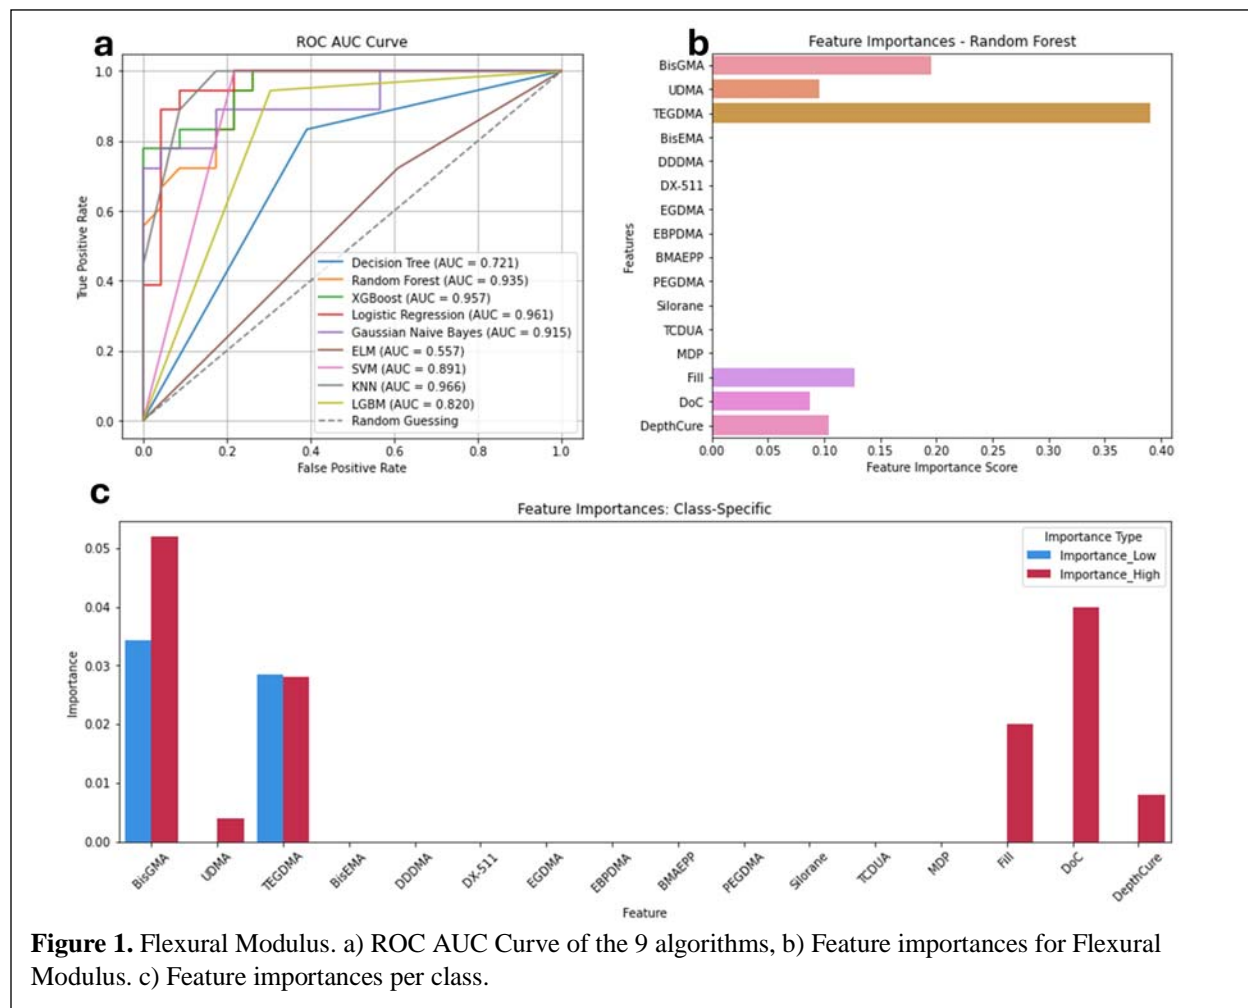 a
ROC AUC Curve
1.0
0.8
0.6
0.4
0.2
0.0
True Positive Rate
Decision Tree (AUC = 0.721)
Random Forest (AUC = 0.935)
XGBoost (AUC = 0.957)
Logistic Regression (AUC = 0.961)
Gaussian Naive Bayes (AUC = 0.915)
ELM (AUC = 0.557)
SVM (AUC = 0.891)
KNN (AUC = 0.966)
LGBM (AUC = 0.820)
Random Guessing
0.0 0.2 0.4 0.6 0.8 1.0
False Positive Rate
b
Feature Importances - Random Forest
BisGMA
UDMA
TEGDMA
BisEMA
DDDMA
DX-511
EGDMA
EBPDMA
BMAEPP
PEGDMA
Silorane
TCDUA
MDP
Fill
DoC
DepthCure
Features
0.00 0.05 0.10 0.15 0.20 0.25 0.30 0.35 0.40
Feature Importance Score
c
Feature Importances: Class-Specific
Importance Type
Importance_Low
Importance_High
0.05
0.04
0.03
0.02
0.01
0.00
Importance
BisGMA UDMA TEGDMA BisEMA DDDMA DX-511 EGDMA EBPDMA BMAEPP PEGDMA Silorane TCDUA MDP Fill DoC DepthCure
Feature
Figure 1. Flexural Modulus. a) ROC AUC Curve of the 9 algorithms, b) Feature importances for Flexural
Modulus. c) Feature importances per class.